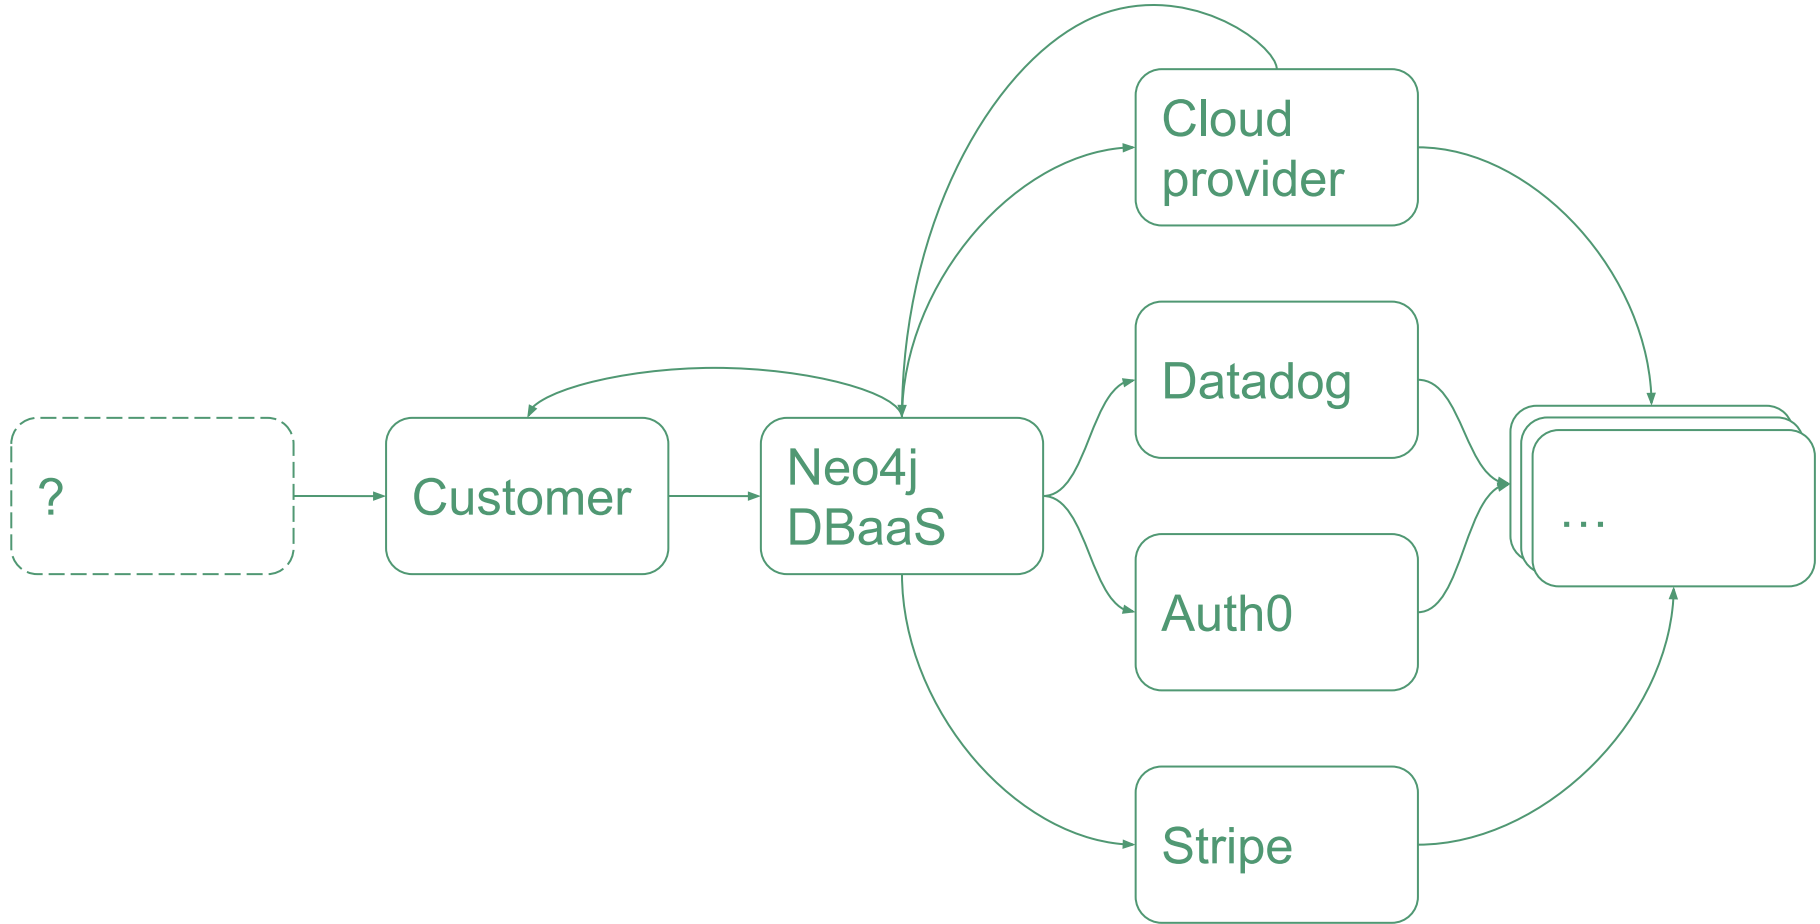 ?
Customer
Neo4j
DBaaS
Cloud
provider
Datadog
Auth0
Stripe
...